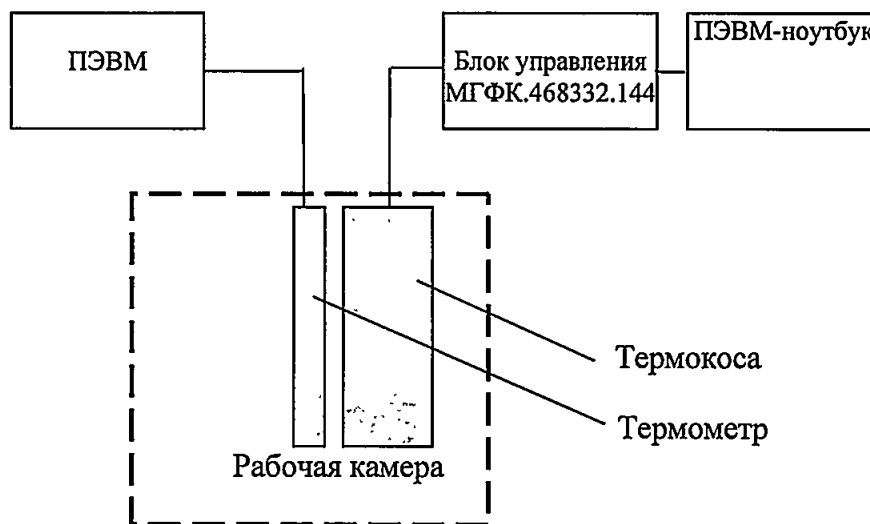 ПЭВМ
Блок управления
МГФК.468332.144
ПЭВМ-ноутбук
Термокоса
Термометр
Рабочая камера